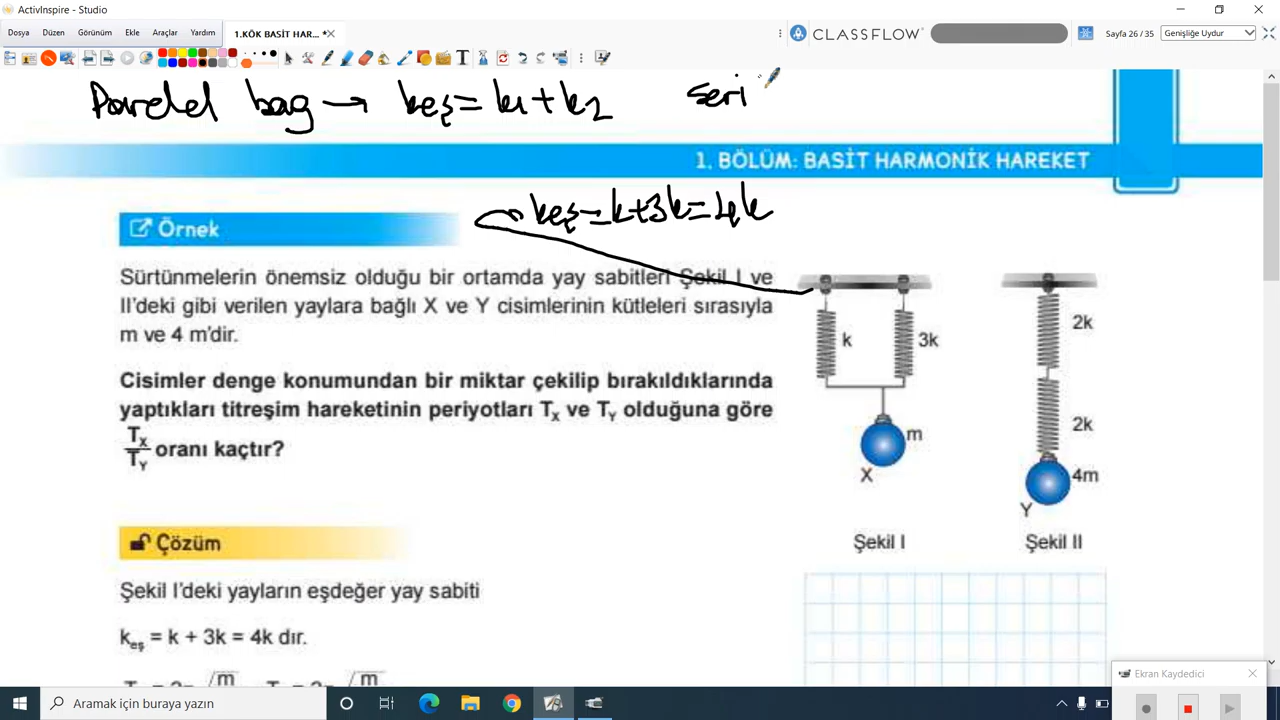 ActivInspire - Studio
Dosya Düzen Görünüm Ekle Araçlar Yardım
1.KÖK BASİT HAR... *
CLASSFLOW
Sayfa 26 / 35
Genişliğe Uydur
Paralel bag → keş = k1 + k2 seri
1. BÖLÜM: BASİT HARMONİK HAREKET
keş = k+3k = 4k
Örnek
Sürtünmelerin önemsiz olduğu bir ortamda yay sabitleri Şekil I ve
II'deki gibi verilen yaylara bağlı X ve Y cisimlerinin kütleleri sırasıyla
m ve 4 m'dir.
Cisimler denge konumundan bir miktar çekilip bırakıldıklarında
yaptıkları titreşim hareketinin periyotları TX ve TY olduğuna göre
TX/TY oranı kaçtır?
k
3k
m
X
Şekil I
2k
2k
4m
Y
Şekil II
Çözüm
Şekil I'deki yayların eşdeğer yay sabiti
keş = k + 3k = 4k dır.
Ekran Kaydedici
Aramak için buraya yazın